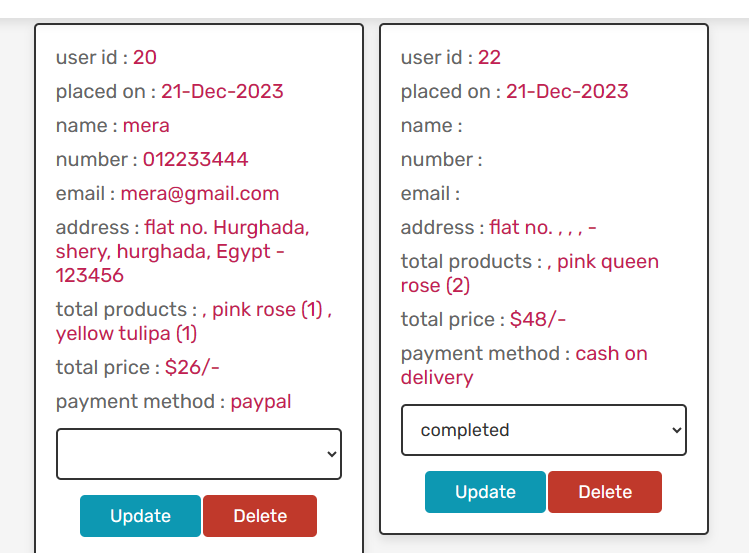 user id : 20
placed on : 21-Dec-2023
name : mera
number : 012233444
email : mera@gmail.com
address : flat no. Hurghada,
shery, hurghada, Egypt -
123456
total products : , pink rose (1) ,
yellow tulipa (1)
total price : $26/-
payment method : paypal
Update
Delete
user id : 22
placed on : 21-Dec-2023
name :
number :
email :
address : flat no. , , , -
total products : , pink queen
rose (2)
total price : $48/-
payment method : cash on
delivery
completed
Update
Delete